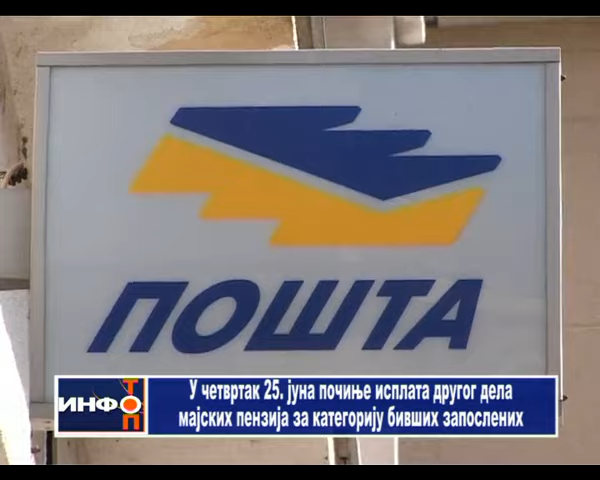 ПОШТА
ИНФО
ТОП
У четвртак 25. јуна почиње исплата другог дела
мајских пензија за категорију бивших запослених